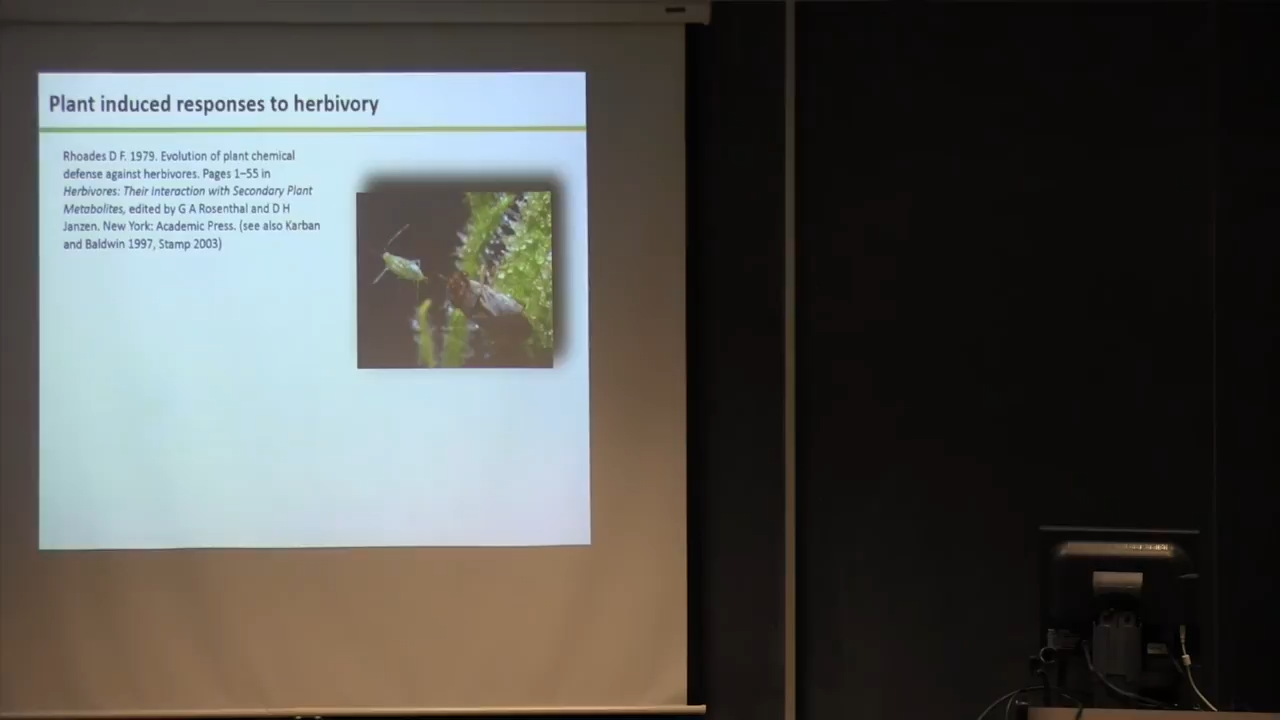 Plant induced responses to herbivory
Rhoades D F. 1979. Evolution of plant chemical
defense against herbivores. Pages 1–55 in
Herbivores: Their Interaction with Secondary Plant
Metabolites, edited by G A Rosenthal and D H
Janzen. New York: Academic Press. (see also Karban
and Baldwin 1997, Stamp 2003)